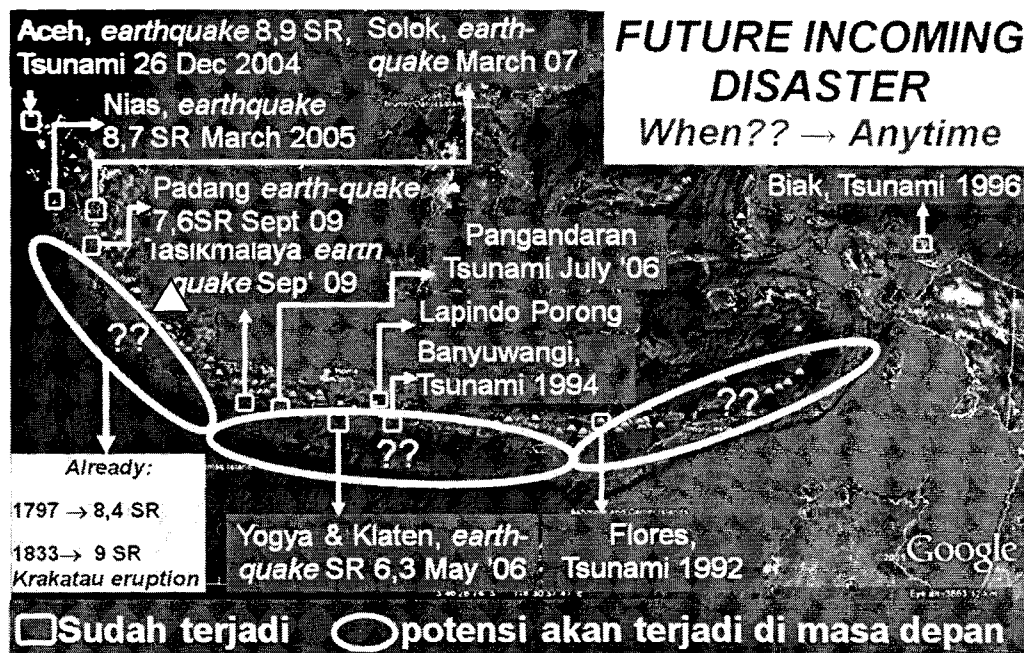 Aceh, earthquake 8,9 SR,
Tsunami 26 Dec 2004
Solok, earth-
quake March 07
FUTURE INCOMING
DISASTER
When?? → Anytime
Nias, earthquake
8,7 SR March 2005
Padang earth-quake
7,6SR Sept 09
Tasikmalaya earth
quake Sep' 09
Biak, Tsunami 1996
Pangandaran
Tsunami July '06
Lapindo Porong
Banyuwangi,
Tsunami 1994
??
??
??
Already:
1797 → 8,4 SR
1833→ 9 SR
Krakatau eruption
Yogya & Klaten, earth-
quake SR 6,3 May '06
Flores,
Tsunami 1992
Google
Sudah terjadi
potensi akan terjadi di masa depan